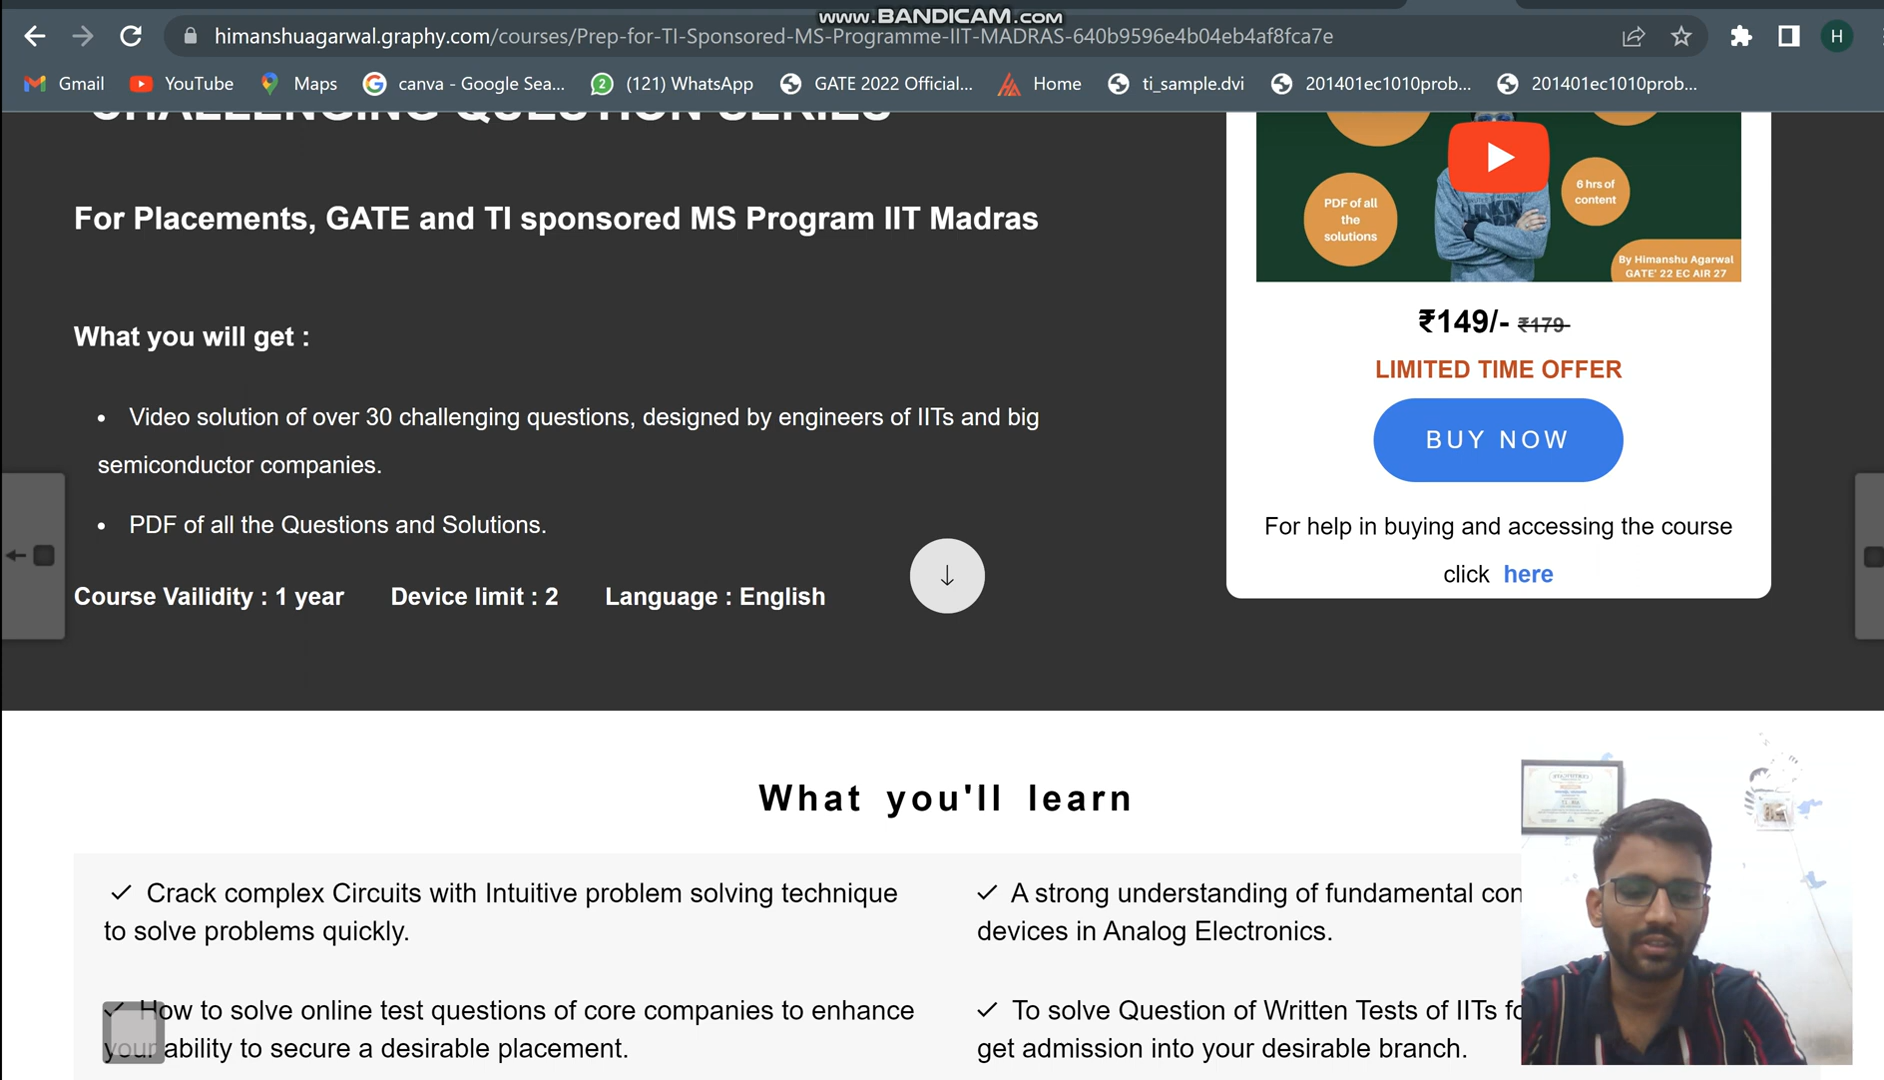 www.BANDICAM.com
himanshuagarwal.graphy.com/courses/Prep-for-TI-Sponsored-MS-Programme-IIT-MADRAS-640b9596e4b04eb4af8fca7e
H
Gmail
YouTube
Maps
canva - Google Sea...
2
(121) WhatsApp
GATE 2022 Official...
Home
ti_sample.dvi
201401ec1010prob...
201401ec1010prob...
CHALLENGING QUESTION SERIES
For Placements, GATE and TI sponsored MS Program IIT Madras
What you will get :
• Video solution of over 30 challenging questions, designed by engineers of IITs and big
semiconductor companies.
• PDF of all the Questions and Solutions.
Course Vailidity : 1 year
Device limit : 2
Language : English
PDF of all
the
solutions
6 hrs of
content
By Himanshu Agarwal
GATE' 22 EC AIR 27
₹149/- ₹179
LIMITED TIME OFFER
BUY NOW
For help in buying and accessing the course
click here
What you'll learn
✓ Crack complex Circuits with Intuitive problem solving technique
to solve problems quickly.
✓ A strong understanding of fundamental con
devices in Analog Electronics.
✓ How to solve online test questions of core companies to enhance
your ability to secure a desirable placement.
✓ To solve Question of Written Tests of IITs fo
get admission into your desirable branch.